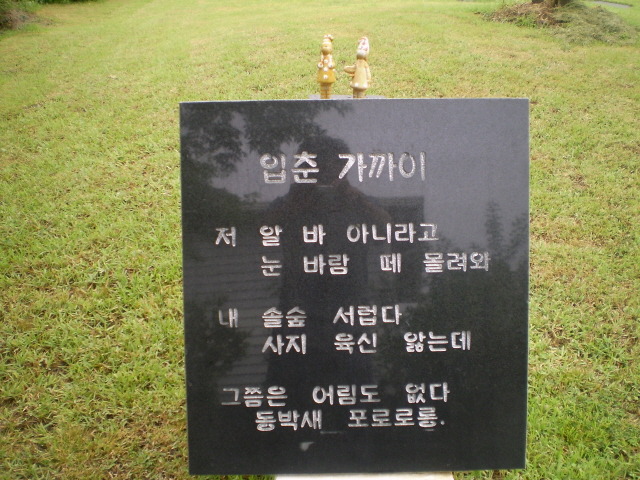 입춘 가까이
저 알 바 아니라고
눈 바람 떼 몰려와
내 솔숲 서럽다
사지 육신 앓는데
그쯤은 어림도 없다
동박새 포로로롱.